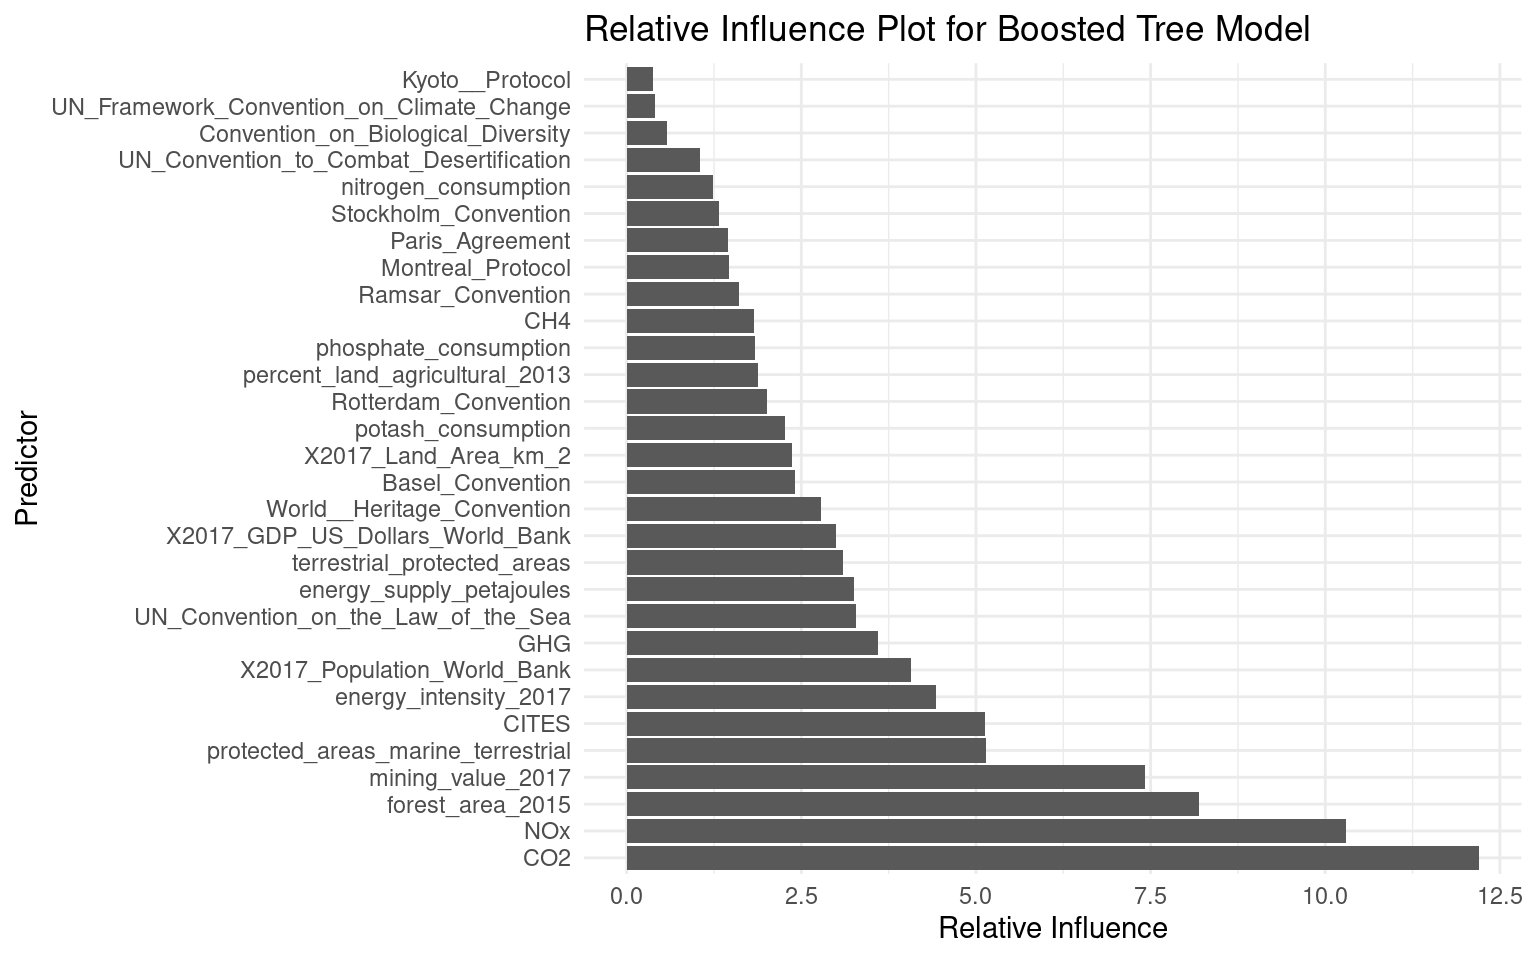 Relative Influence Plot for Boosted Tree Model
Kyoto__Protocol
UN_Framework_Convention_on_Climate_Change
Convention_on_Biological_Diversity
UN_Convention_to_Combat_Desertification
nitrogen_consumption
Stockholm_Convention
Paris_Agreement
Montreal_Protocol
Ramsar_Convention
CH4
phosphate_consumption
percent_land_agricultural_2013
Rotterdam_Convention
potash_consumption
X2017_Land_Area_km_2
Basel_Convention
World__Heritage_Convention
X2017_GDP_US_Dollars_World_Bank
terrestrial_protected_areas
energy_supply_petajoules
UN_Convention_on_the_Law_of_the_Sea
GHG
X2017_Population_World_Bank
energy_intensity_2017
CITES
protected_areas_marine_terrestrial
mining_value_2017
forest_area_2015
NOx
CO2
Predictor
0.0 2.5 5.0 7.5 10.0 12.5
Relative Influence